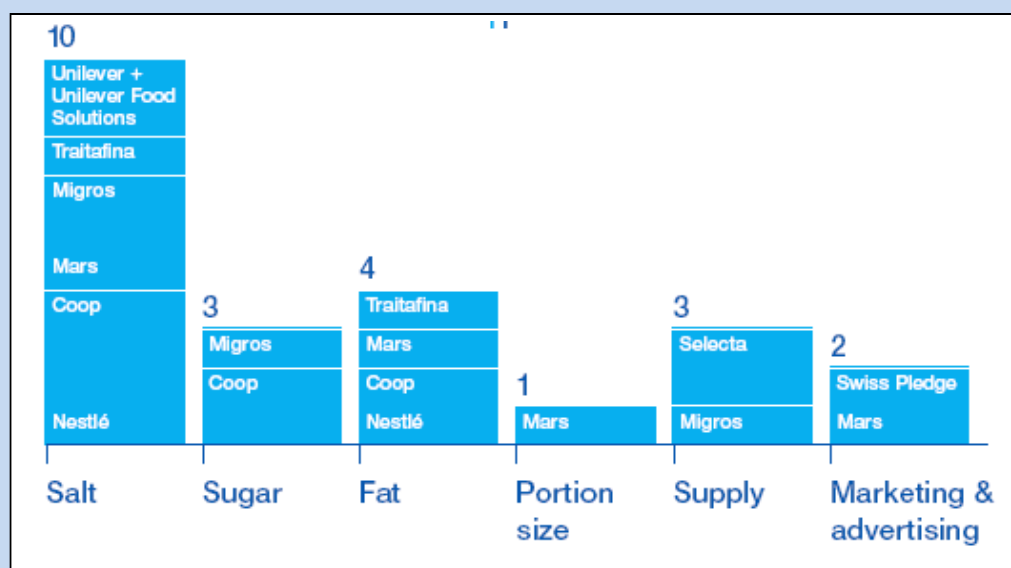 10
Unilever +
Unilever Food
Solutions
Traitafina
Migros
Mars
Coop
Nestlé
3
Migros
Coop
4
Traitafina
Mars
Coop
Nestlé
1
Mars
3
Selecta
Migros
2
Swiss Pledge
Mars
Salt
Sugar
Fat
Portion
size
Supply
Marketing &
advertising